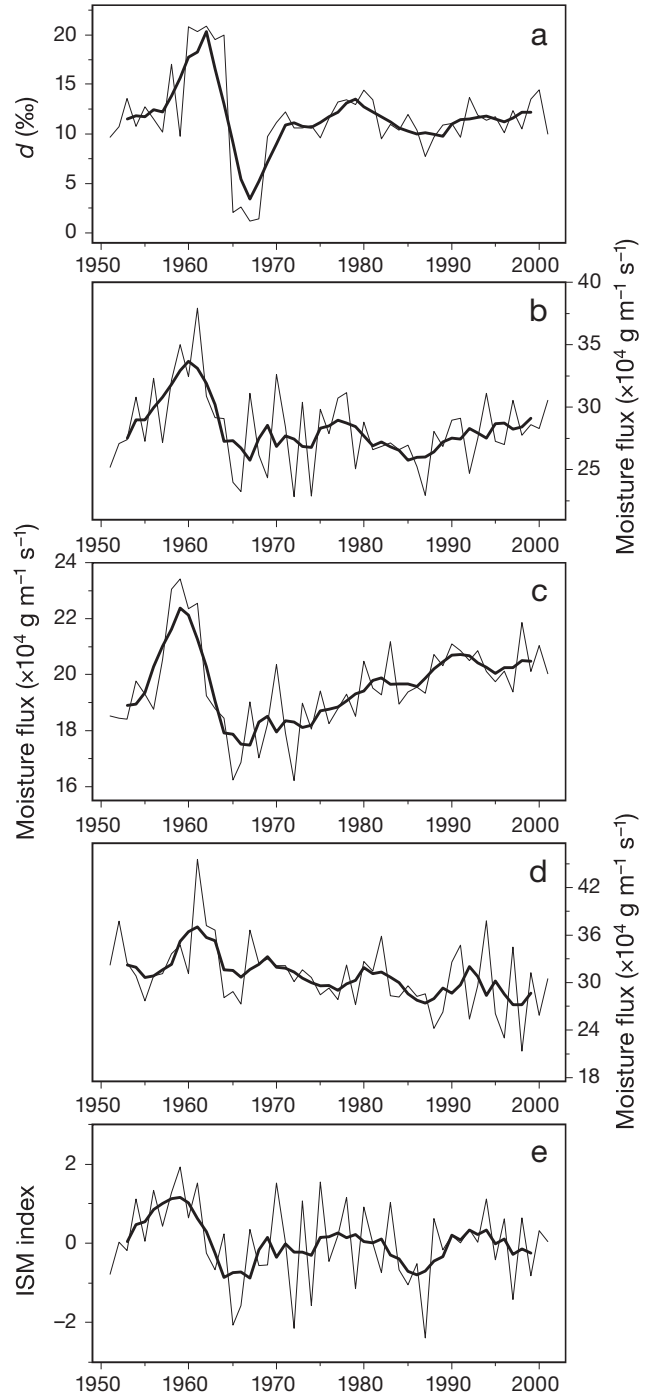 a
20
15
10
5
0
d (‰)
1950 1960 1970 1980 1990 2000
b
40
35
30
25
Moisture flux (×10⁴ g m⁻¹ s⁻¹)
1950 1960 1970 1980 1990 2000
c
24
22
20
18
16
Moisture flux (×10⁴ g m⁻¹ s⁻¹)
1950 1960 1970 1980 1990 2000
d
42
36
30
24
18
Moisture flux (×10⁴ g m⁻¹ s⁻¹)
1950 1960 1970 1980 1990 2000
e
2
0
−2
ISM index
1950 1960 1970 1980 1990 2000